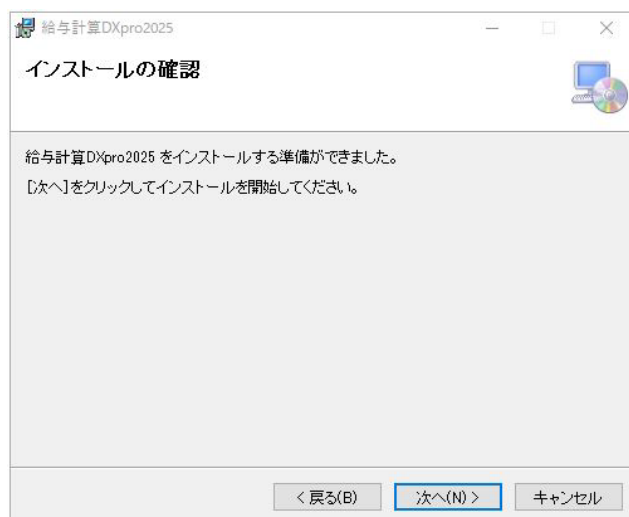 給与計算DXpro2025
インストールの確認
給与計算DXpro2025 をインストールする準備ができました。
[次へ]をクリックしてインストールを開始してください。
< 戻る(B)
次へ(N) >
キャンセル